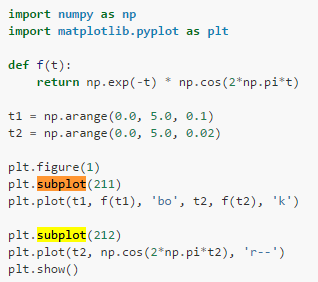 import numpy as np
import matplotlib.pyplot as plt
def f(t):
    return np.exp(-t) * np.cos(2*np.pi*t)
t1 = np.arange(0.0, 5.0, 0.1)
t2 = np.arange(0.0, 5.0, 0.02)
plt.figure(1)
plt.subplot(211)
plt.plot(t1, f(t1), 'bo', t2, f(t2), 'k')
plt.subplot(212)
plt.plot(t2, np.cos(2*np.pi*t2), 'r--')
plt.show()